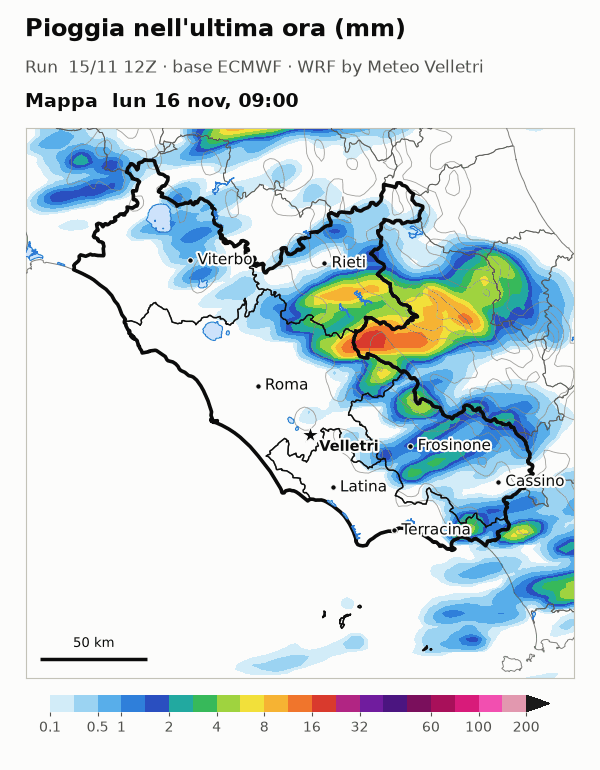 Pioggia nell'ultima ora (mm)
Run  15/11 12Z · base ECMWF · WRF by Meteo Velletri
Mappa  lun 16 nov, 09:00
Viterbo
Rieti
Roma
Velletri
Frosinone
Latina
Cassino
Terracina
50 km
0.1 0.5 1 2 4 8 16 32 60 100 200